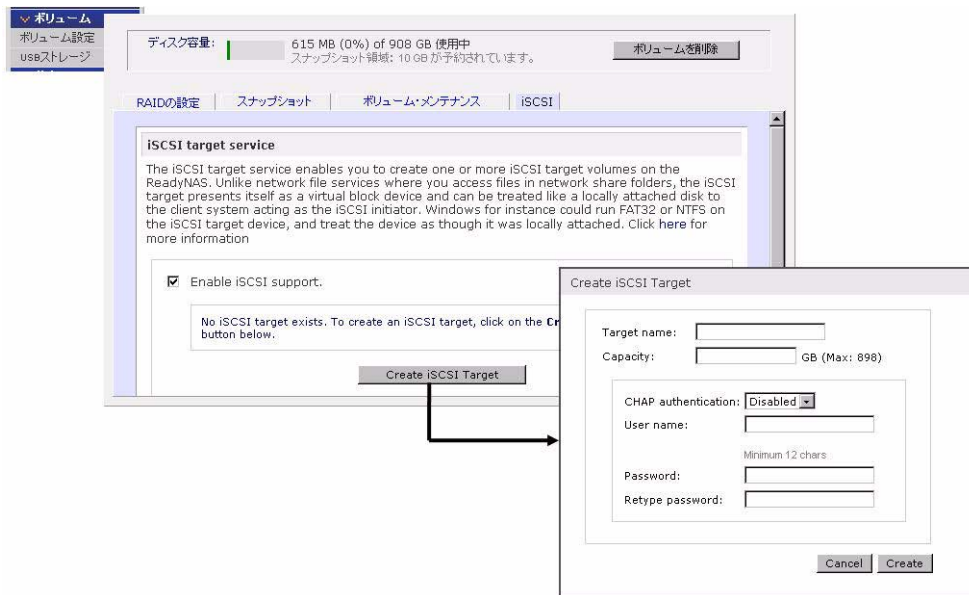 ボリューム
ボリューム設定
USBストレージ
ディスク容量:
615 MB (0%) of 908 GB 使用中
スナップショット領域: 10 GB が予約されています。
ボリュームを削除
RAIDの設定
スナップショット
ボリューム・メンテナンス
iSCSI
iSCSI target service
The iSCSI target service enables you to create one or more iSCSI target volumes on the
ReadyNAS. Unlike network file services where you access files in network share folders, the iSCSI
target presents itself as a virtual block device and can be treated like a locally attached disk to
the client system acting as the iSCSI initiator. Windows for instance could run FAT32 or NTFS on
the iSCSI target device, and treat the device as though it was locally attached. Click here for
more information
Enable iSCSI support.
No iSCSI target exists. To create an iSCSI target, click on the Cr
button below.
Create iSCSI Target
Create iSCSI Target
Target name:
Capacity: GB (Max: 898)
CHAP authentication: Disabled
User name:
Minimum 12 chars
Password:
Retype password:
Cancel Create